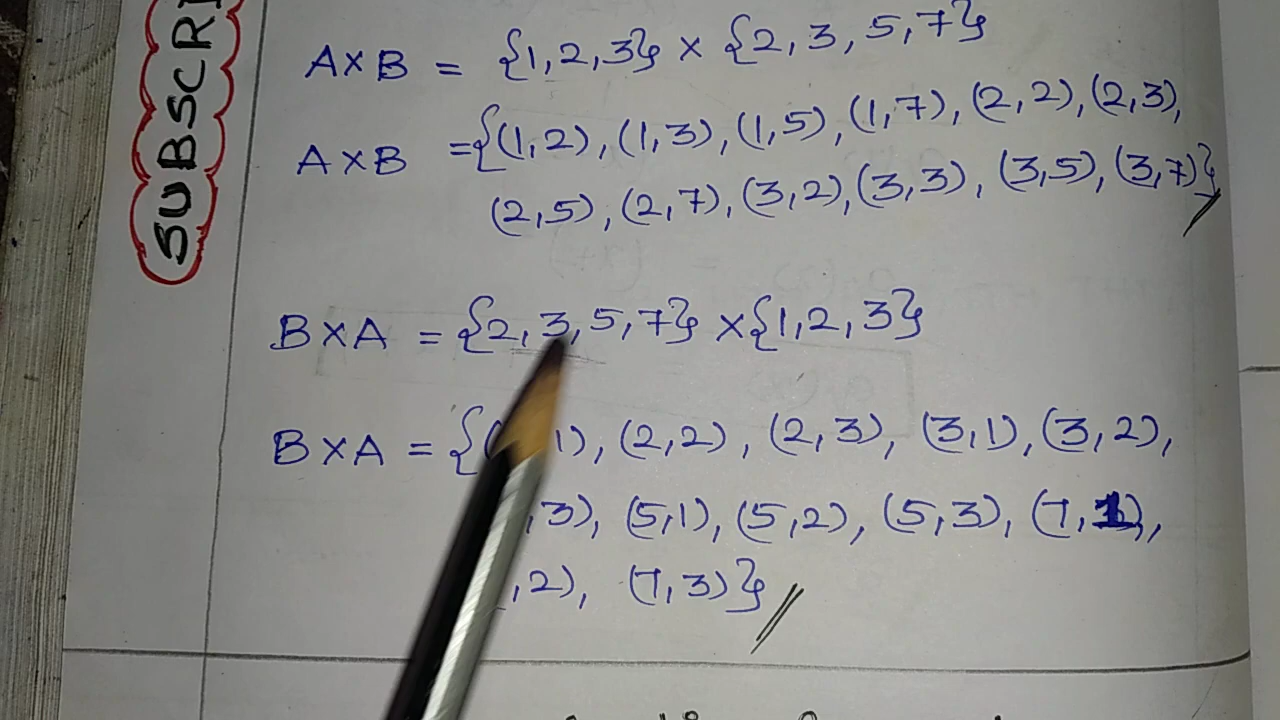 SUBSCRI
A×B = {1,2,3} × {2,3,5,7}
A×B = {(1,2), (1,3), (1,5), (1,7), (2,2), (2,3),
(2,5), (2,7), (3,2), (3,3), (3,5), (3,7)}
B×A = {2,3,5,7} × {1,2,3}
B×A = {( 1), (2,2), (2,3), (3,1), (3,2),
,3), (5,1), (5,2), (5,3), (7,1),
,2), (7,3)}